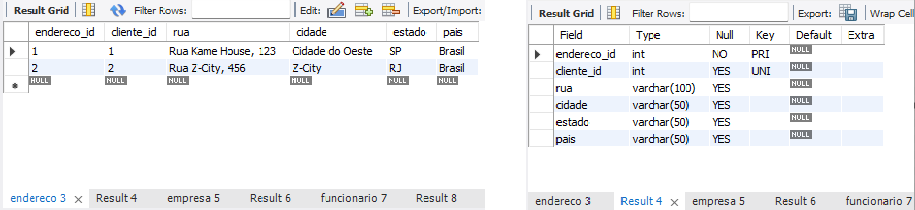 Result Grid Filter Rows: Edit: Export/Import:
endereco_id cliente_id rua cidade estado pais
1 1 Rua Kame House, 123 Cidade do Oeste SP Brasil
2 2 Rua Z-City, 456 Z-City RJ Brasil
NULL NULL NULL NULL NULL NULL
endereco 3 × Result 4 empresa 5 Result 6 funcionario 7 Result 8
Result Grid Filter Rows: Export: Wrap Cell
Field Type Null Key Default Extra
endereco_id int NO PRI NULL
cliente_id int YES UNI NULL
rua varchar(100) YES NULL
cidade varchar(50) YES NULL
estado varchar(50) YES NULL
pais varchar(50) YES NULL
endereco 3 Result 4 × empresa 5 Result 6 funcionario 7